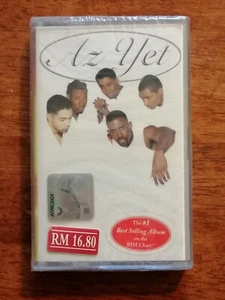 Az Yet
RM 16.80
The #1
Best Selling Album
on the
RIM Chart!